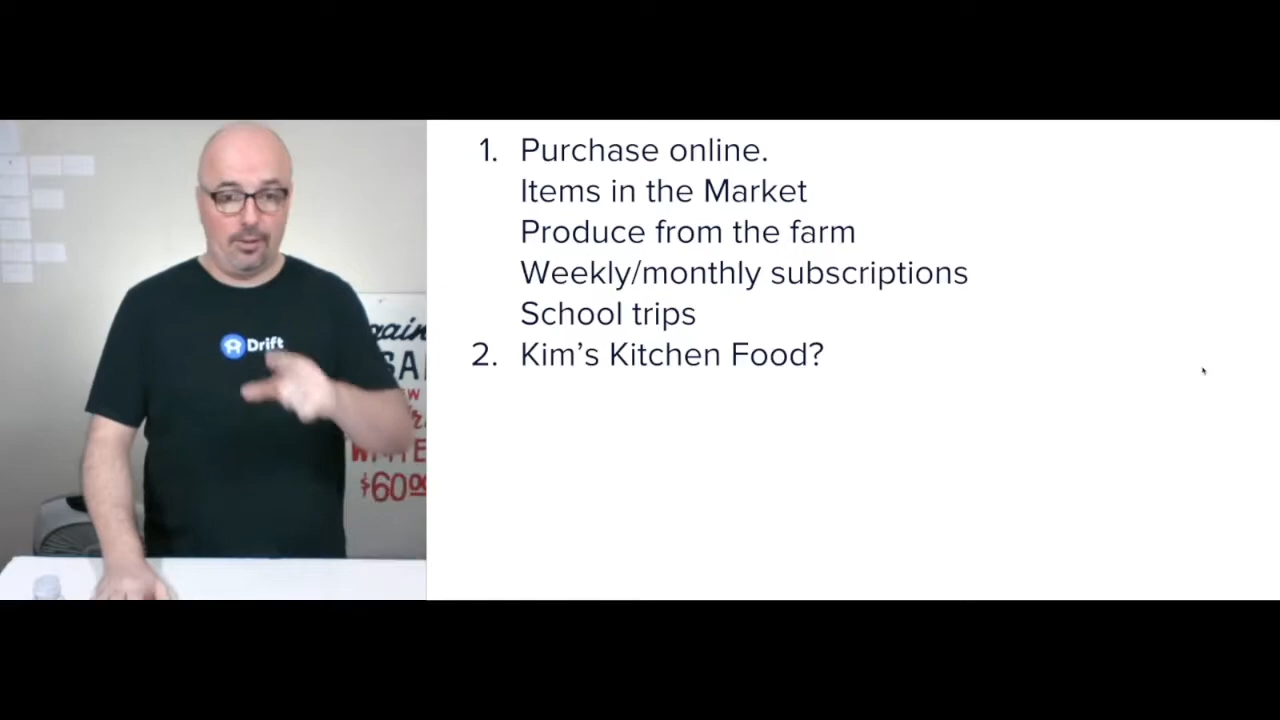 1. Purchase online.
Items in the Market
Produce from the farm
Weekly/monthly subscriptions
School trips
2. Kim's Kitchen Food?
Drift
$6000